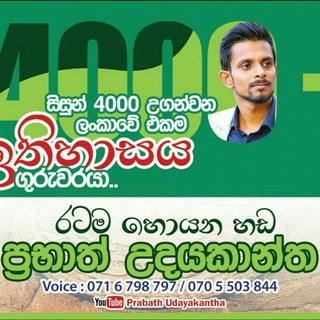 4000+
සිසුන් 4000 උගන්වන
ලංකාවේ එකම
ඉතිහාසය
ගුරුවරයා..
රටම හොයන හඩ
ප්‍රභාත් උදයකාන්ත
Voice : 071 6 798 797 / 070 5 503 844
YouTube Prabath Udayakantha